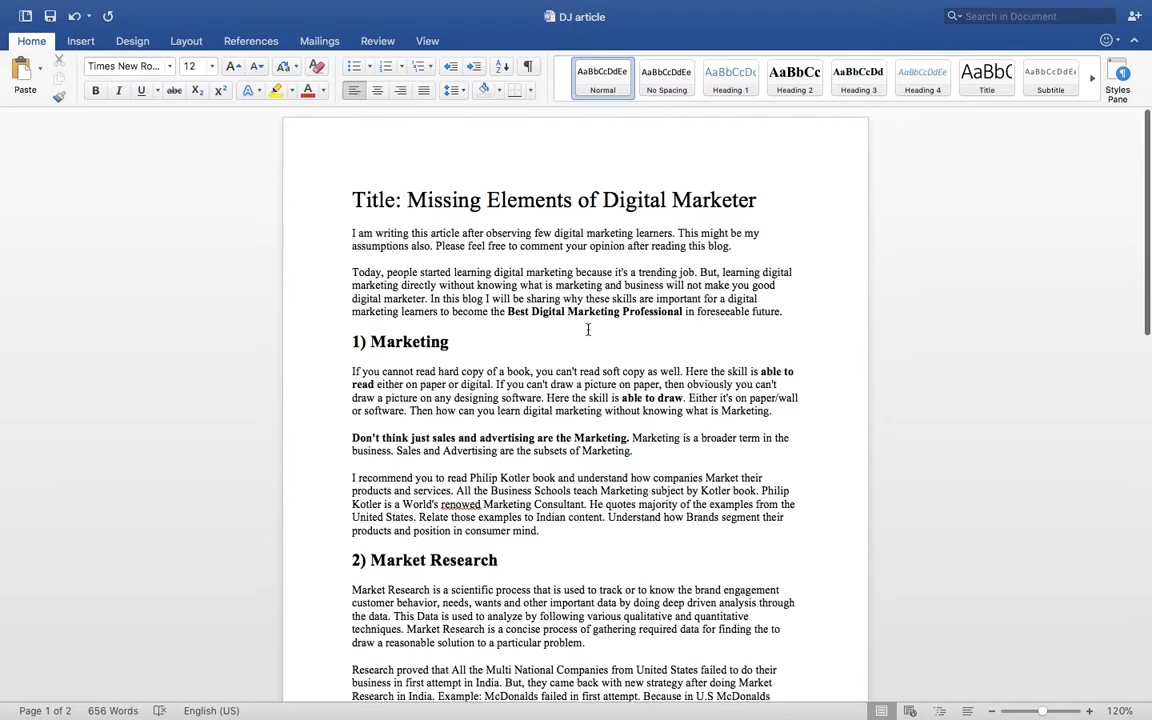 DJ article
Search in Document
Home Insert Design Layout References Mailings Review View
Paste
Times New Ro... 12
AaBbCcDdEe AaBbCcDdEe AaBbCcDc AaBbCc AaBbCcDd AaBbCcDdEe AaBbC AaBbCcDdEe
Normal No Spacing Heading 1 Heading 2 Heading 3 Heading 4 Title Subtitle
Styles
Pane
Title: Missing Elements of Digital Marketer
I am writing this article after observing few digital marketing learners. This might be my
assumptions also. Please feel free to comment your opinion after reading this blog.
Today, people started learning digital marketing because it's a trending job. But, learning digital
marketing directly without knowing what is marketing and business will not make you good
digital marketer. In this blog I will be sharing why these skills are important for a digital
marketing learners to become the Best Digital Marketing Professional in foreseeable future.
1) Marketing
If you cannot read hard copy of a book, you can't read soft copy as well. Here the skill is able to
read either on paper or digital. If you can't draw a picture on paper, then obviously you can't
draw a picture on any designing software. Here the skill is able to draw. Either it's on paper/wall
or software. Then how can you learn digital marketing without knowing what is Marketing.
Don't think just sales and advertising are the Marketing. Marketing is a broader term in the
business. Sales and Advertising are the subsets of Marketing.
I recommend you to read Philip Kotler book and understand how companies Market their
products and services. All the Business Schools teach Marketing subject by Kotler book. Philip
Kotler is a World's renowed Marketing Consultant. He quotes majority of the examples from the
United States. Relate those examples to Indian content. Understand how Brands segment their
products and position in consumer mind.
2) Market Research
Market Research is a scientific process that is used to track or to know the brand engagement
customer behavior, needs, wants and other important data by doing deep driven analysis through
the data. This Data is used to analyze by following various qualitative and quantitative
techniques. Market Research is a concise process of gathering required data for finding the to
draw a reasonable solution to a particular problem.
Research proved that All the Multi National Companies from United States failed to do their
business in first attempt in India. But, they came back with new strategy after doing Market
Research in India. Example: McDonalds failed in first attempt. Because in U.S McDonalds
Page 1 of 2 656 Words English (US) 120%